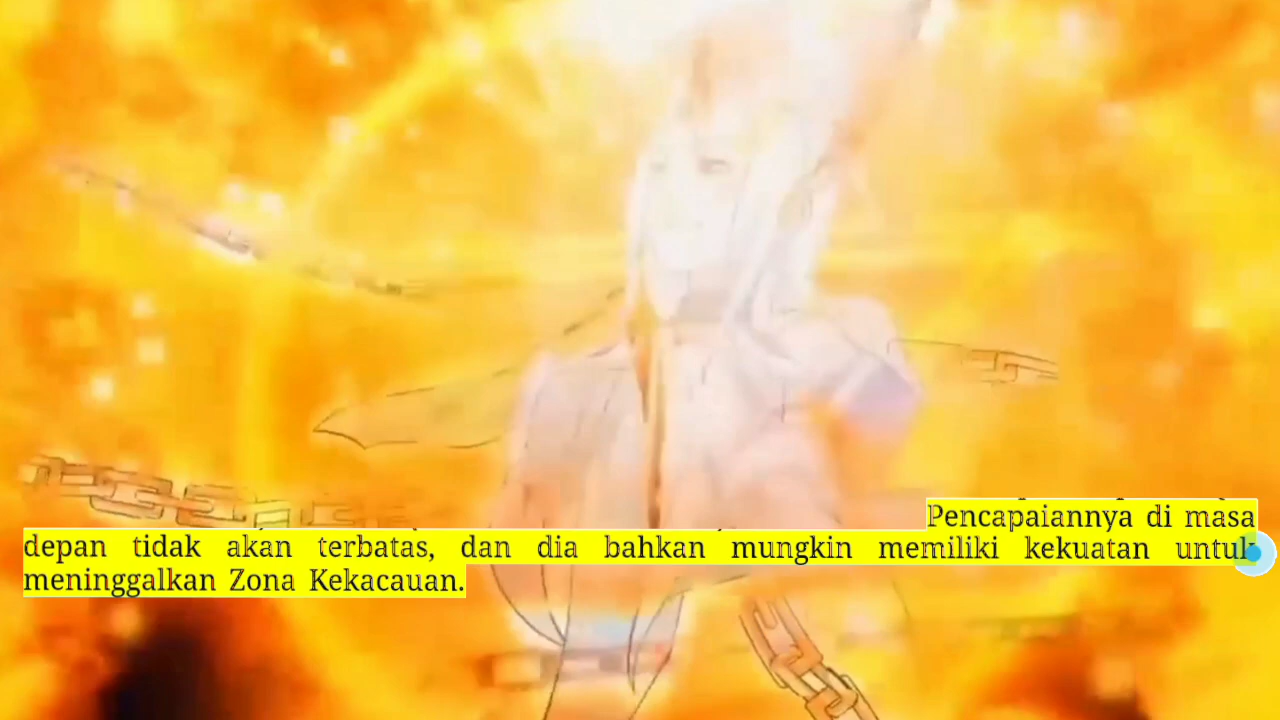 Pencapaiannya di masa
depan tidak akan terbatas, dan dia bahkan mungkin memiliki kekuatan untuk
meninggalkan Zona Kekacauan.